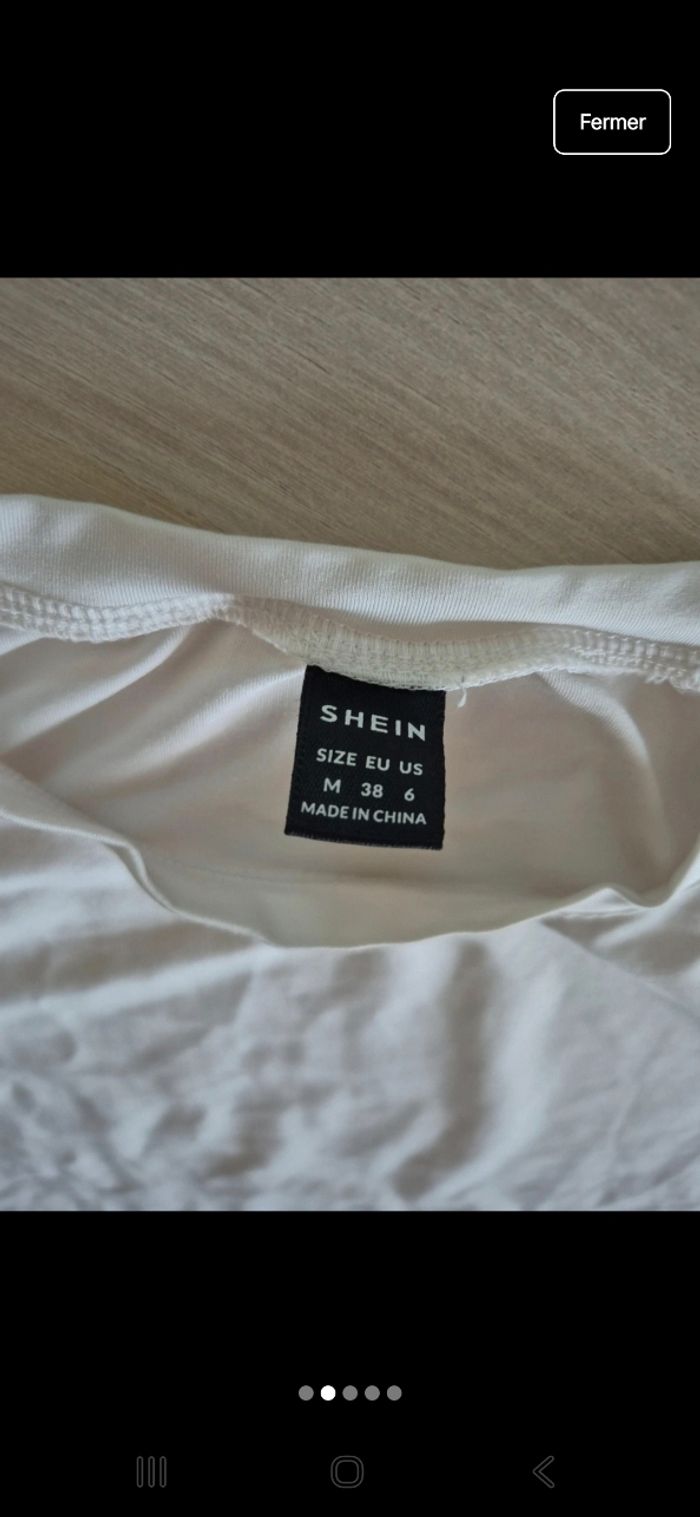 Fermer
SHEIN
SIZE EU US
M 38 6
MADE IN CHINA